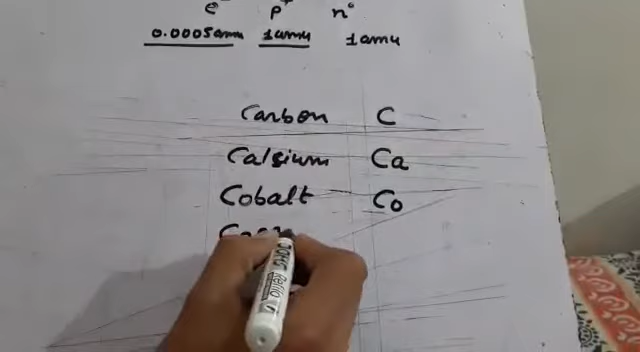 e⁻ p⁺ n°
0.0005amu 1amu 1amu
Carbon C
Calsium Ca
Cobalt Co